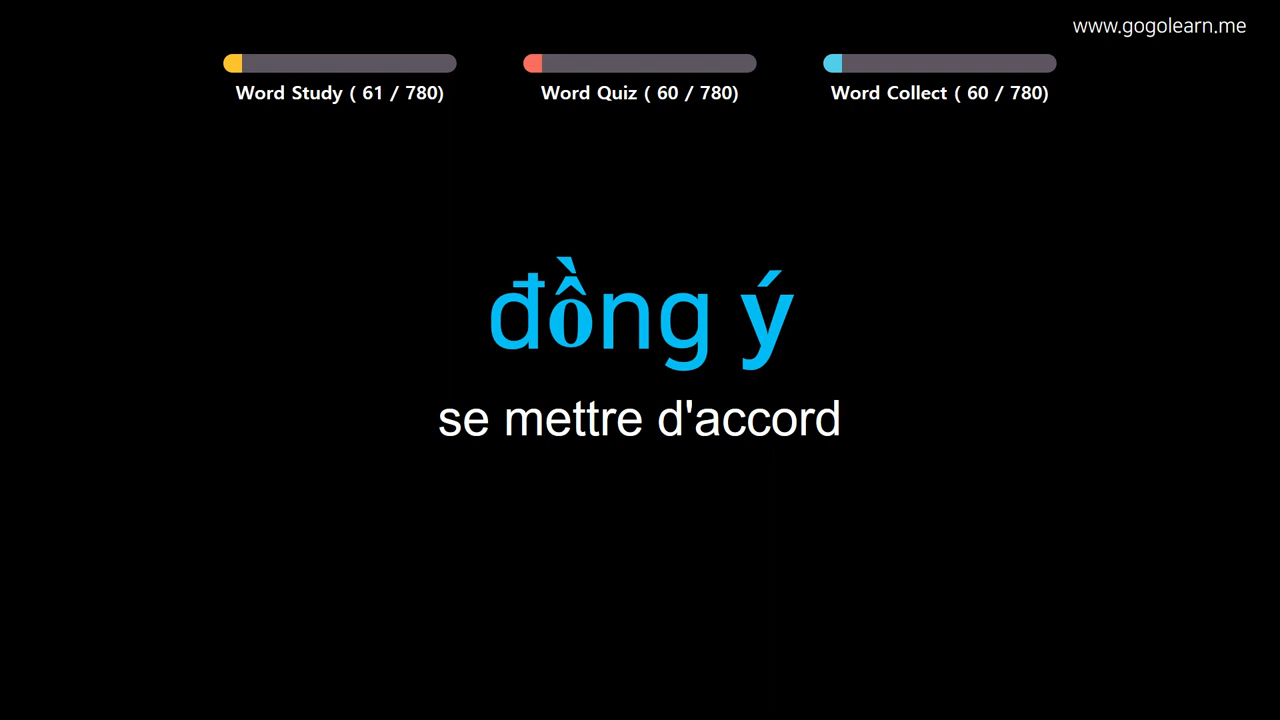 www.gogolearn.me
Word Study ( 61 / 780)
Word Quiz ( 60 / 780)
Word Collect ( 60 / 780)
đồng ý
se mettre d'accord